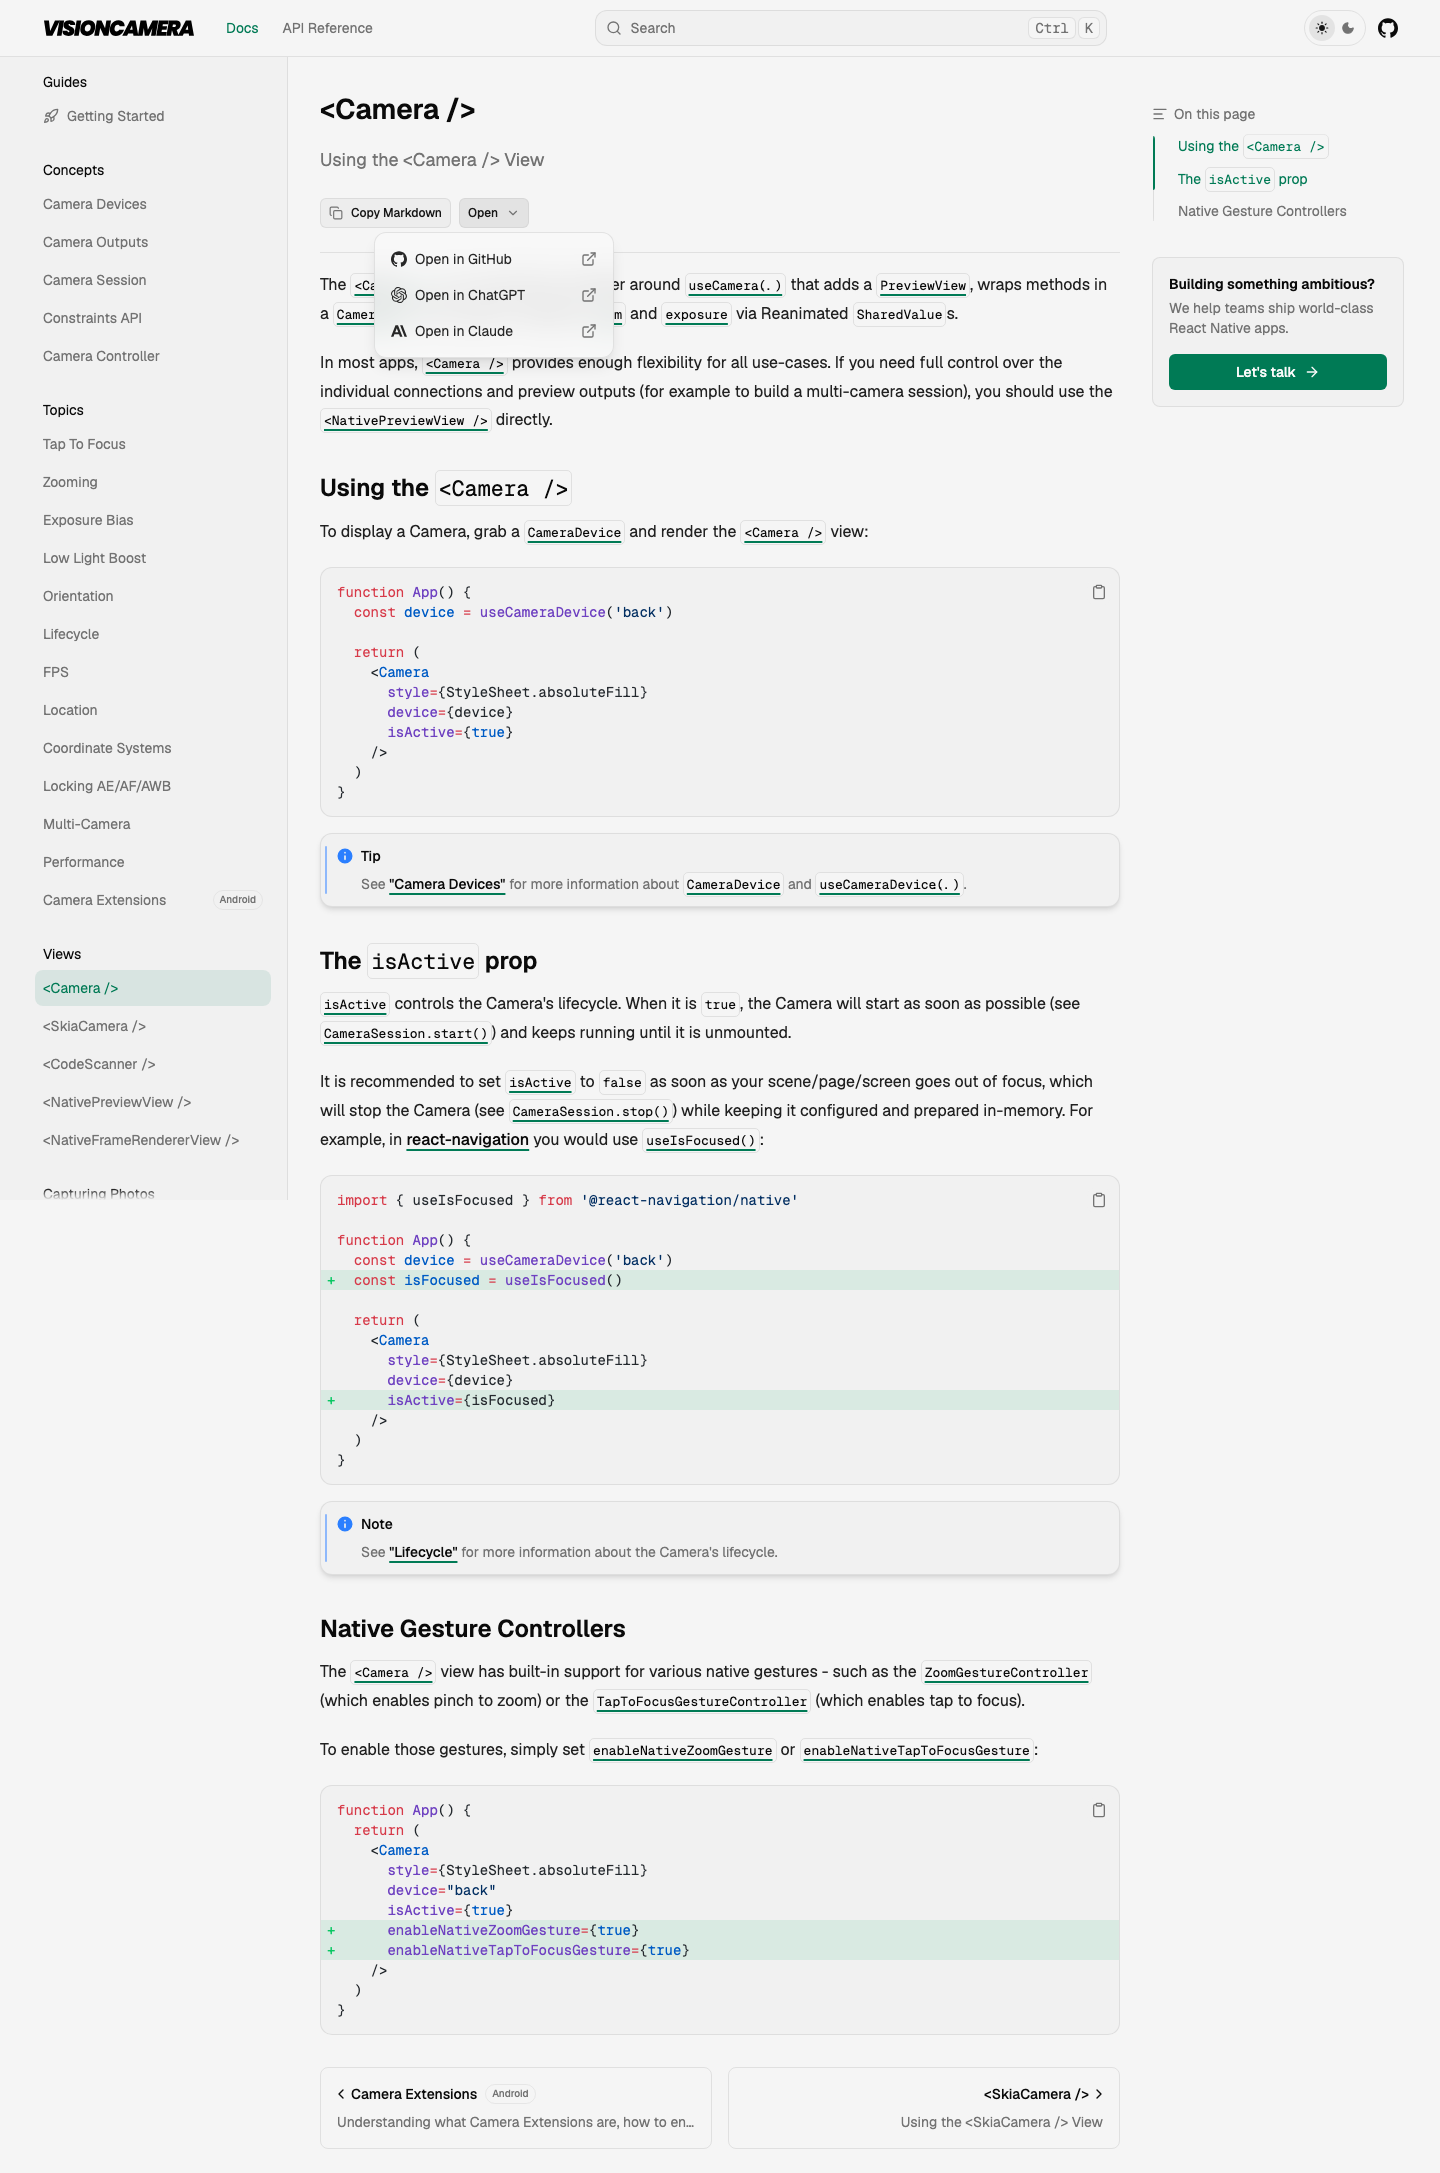 VISIONCAMERA
Docs
API Reference
Search
Ctrl K
Guides
Getting Started
Concepts
Camera Devices
Camera Outputs
Camera Session
Constraints API
Camera Controller
Topics
Tap To Focus
Zooming
Exposure Bias
Low Light Boost
Orientation
Lifecycle
FPS
Location
Coordinate Systems
Locking AE/AF/AWB
Multi-Camera
Performance
Camera Extensions Android
Views
<Camera />
<SkiaCamera />
<CodeScanner />
<NativePreviewView />
<NativeFrameRendererView />
Capturing Photos
<Camera />
Using the <Camera /> View
Copy Markdown Open
Open in GitHub
Open in ChatGPT
Open in Claude
The around useCamera(.) that adds a PreviewView, wraps methods in
a and exposure via Reanimated SharedValues.
In most apps, <Camera /> provides enough flexibility for all use-cases. If you need full control over the
individual connections and preview outputs (for example to build a multi-camera session), you should use the
<NativePreviewView /> directly.
Using the <Camera />
To display a Camera, grab a CameraDevice and render the <Camera /> view:
function App() {
  const device = useCameraDevice('back')
  return (
    <Camera
      style={StyleSheet.absoluteFill}
      device={device}
      isActive={true}
    />
  )
}
Tip
See "Camera Devices" for more information about CameraDevice and useCameraDevice(.).
The isActive prop
isActive controls the Camera's lifecycle. When it is true, the Camera will start as soon as possible (see
CameraSession.start()) and keeps running until it is unmounted.
It is recommended to set isActive to false as soon as your scene/page/screen goes out of focus, which
will stop the Camera (see CameraSession.stop()) while keeping it configured and prepared in-memory. For
example, in react-navigation you would use useIsFocused():
import { useIsFocused } from '@react-navigation/native'
function App() {
  const device = useCameraDevice('back')
+ const isFocused = useIsFocused()
  return (
    <Camera
      style={StyleSheet.absoluteFill}
      device={device}
+     isActive={isFocused}
    />
  )
}
Note
See "Lifecycle" for more information about the Camera's lifecycle.
Native Gesture Controllers
The <Camera /> view has built-in support for various native gestures - such as the ZoomGestureController
(which enables pinch to zoom) or the TapToFocusGestureController (which enables tap to focus).
To enable those gestures, simply set enableNativeZoomGesture or enableNativeTapToFocusGesture:
function App() {
  return (
    <Camera
      style={StyleSheet.absoluteFill}
      device="back"
      isActive={true}
+     enableNativeZoomGesture={true}
+     enableNativeTapToFocusGesture={true}
    />
  )
}
Camera Extensions Android
Understanding what Camera Extensions are, how to en...
<SkiaCamera />
Using the <SkiaCamera /> View
On this page
Using the <Camera />
The isActive prop
Native Gesture Controllers
Building something ambitious?
We help teams ship world-class
React Native apps.
Let's talk →